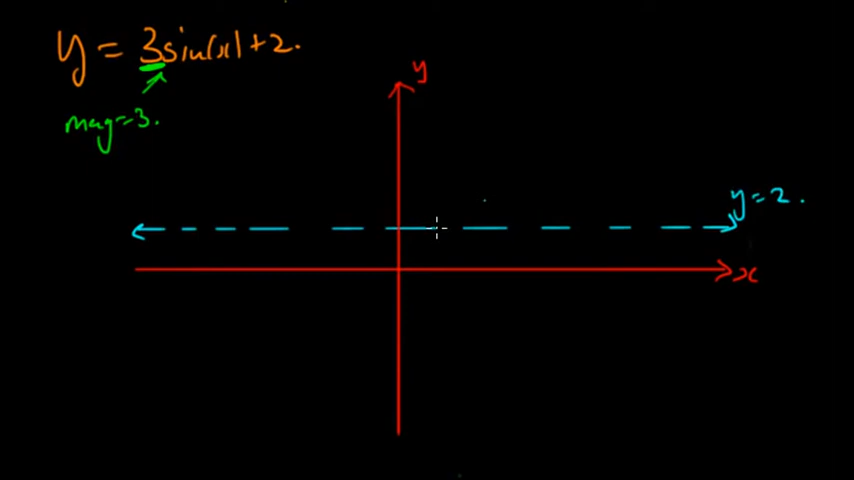 y = 3sin(x)+2.
mag=3.
y
y=2.
x